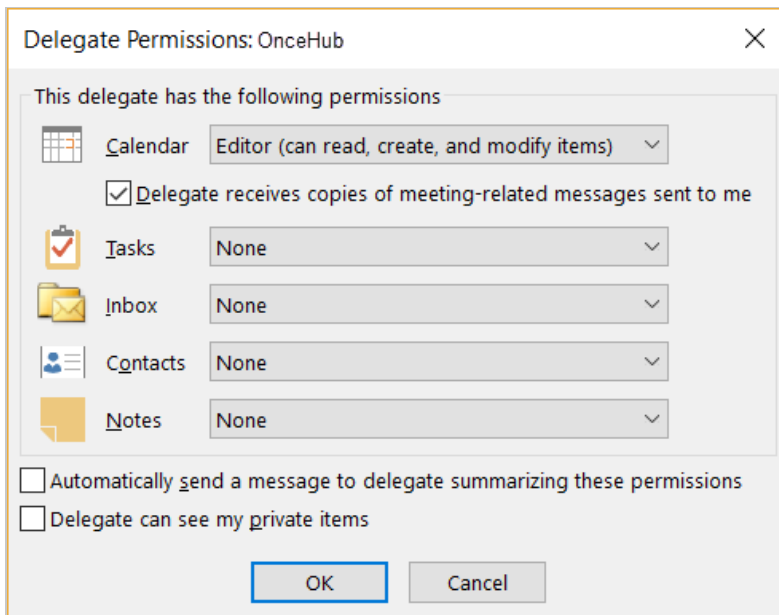 Delegate Permissions: OnceHub
This delegate has the following permissions
Calendar Editor (can read, create, and modify items)
Delegate receives copies of meeting-related messages sent to me
Tasks None
Inbox None
Contacts None
Notes None
Automatically send a message to delegate summarizing these permissions
Delegate can see my private items
OK Cancel